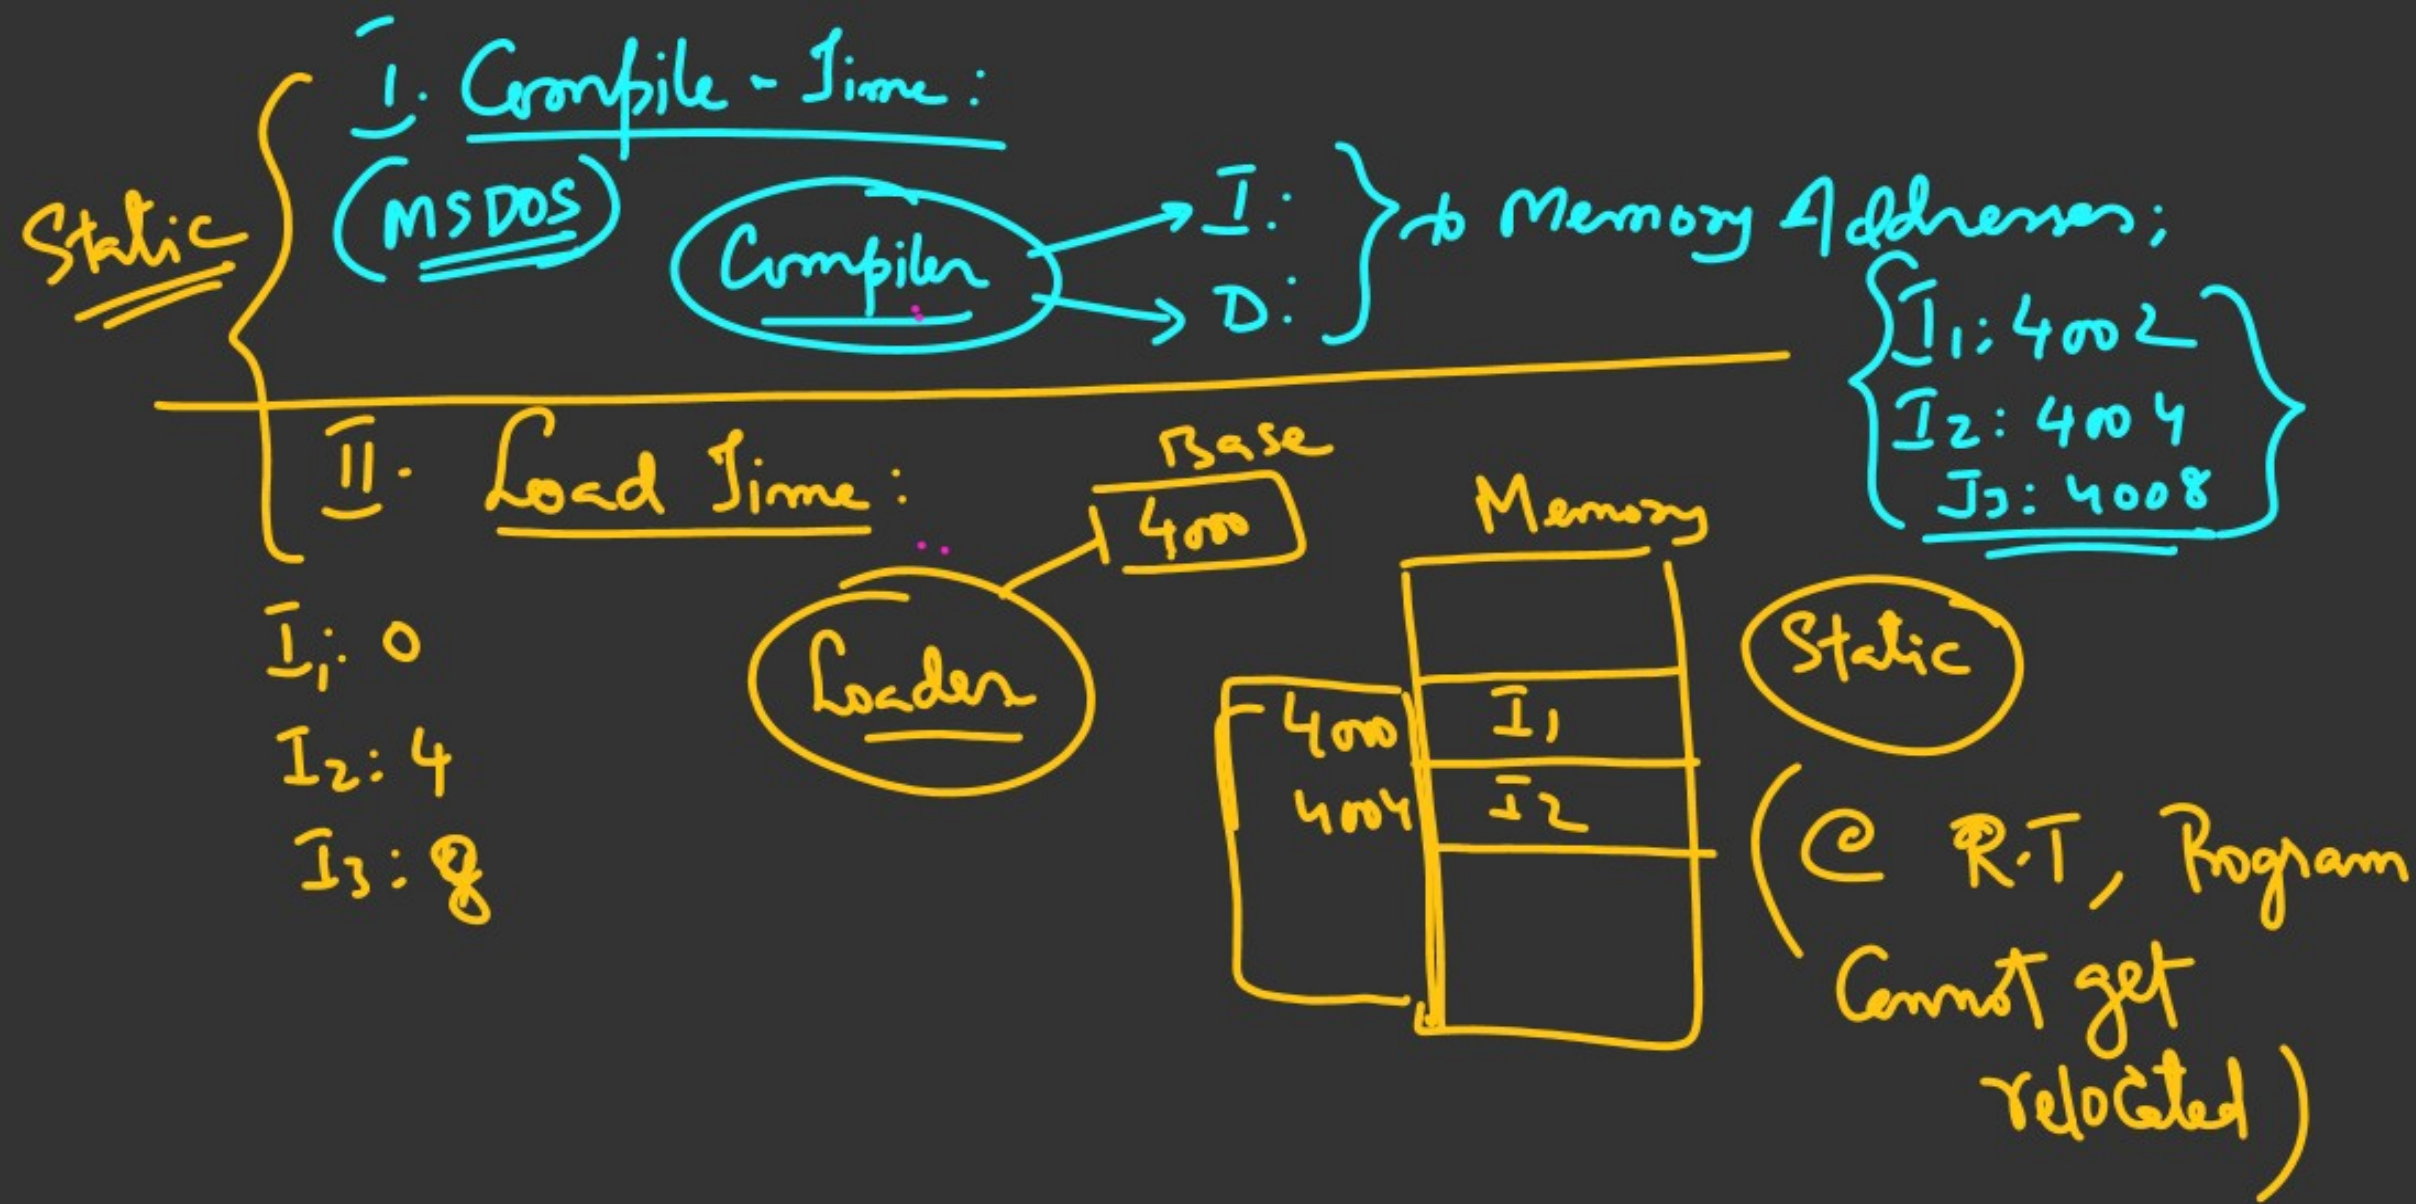 I. Compile-Time:
Static
(MSDOS)
Compiler
I:
D:
to Memory Addresses;
I1: 4002
I2: 4004
I3: 4008
II. Load Time:
Base
4000
Memory
Loader
Static
I1: 0
I2: 4
I3: 8
4000 I1
4004 I2
(@ R.T, Program
Cannot get
relocated)